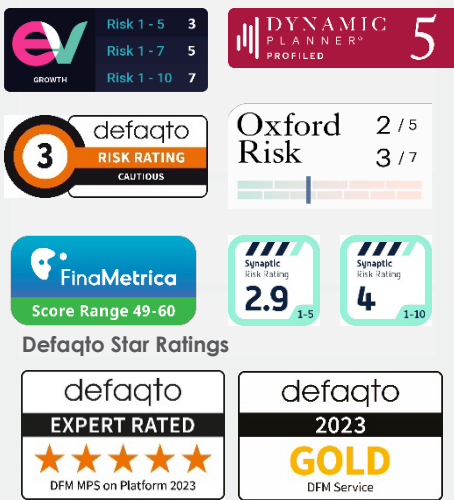 ev
GROWTH
Risk 1 - 5 3
Risk 1 - 7 5
Risk 1 - 10 7
DYNAMIC
PLANNER®
PROFILED
5
3
defaqto
RISK RATING
CAUTIOUS
Oxford
Risk
2 / 5
3 / 7
FinaMetrica
Score Range 49-60
Synaptic
Risk Rating
2.9
1-5
Synaptic
Risk Rating
4
1-10
Defaqto Star Ratings
defaqto
EXPERT RATED
DFM MPS on Platform 2023
defaqto
2023
GOLD
DFM Service